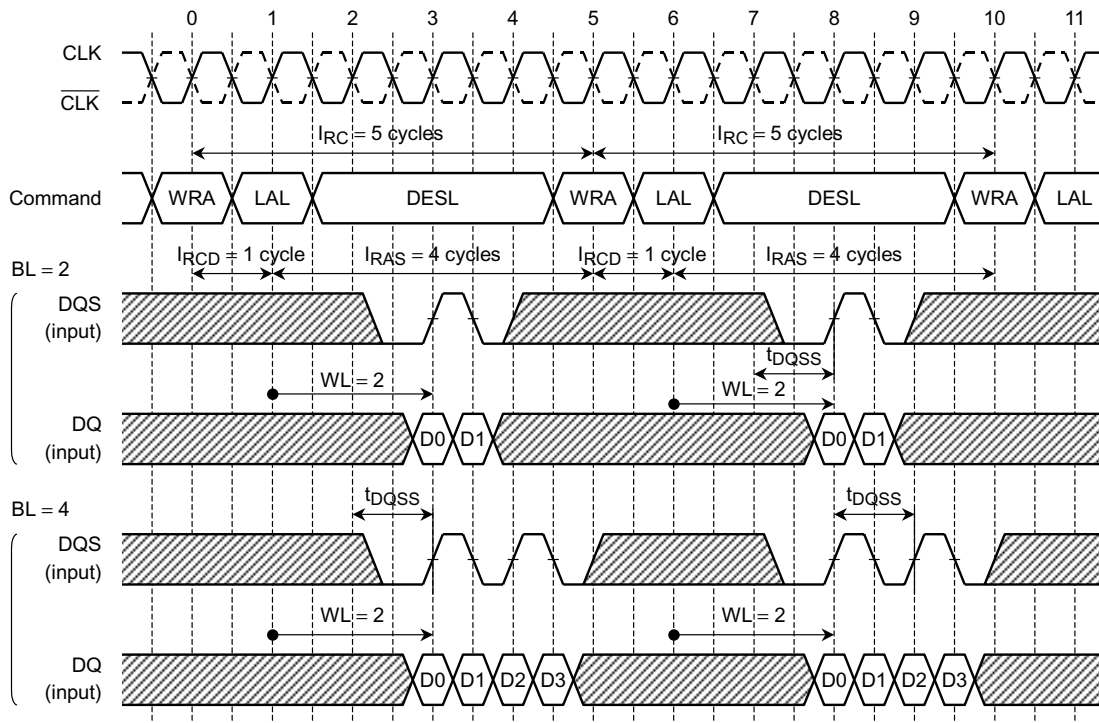 0 1 2 3 4 5 6 7 8 9 10 11
CLK
CLK
IRC = 5 cycles IRC = 5 cycles
Command WRA LAL DESL WRA LAL DESL WRA LAL
IRCD = 1 cycle IRAS = 4 cycles IRCD = 1 cycle IRAS = 4 cycles
BL = 2
DQS
(input)
tDQSS
WL = 2 WL = 2
DQ D0 D1 D0 D1
(input)
BL = 4
tDQSS tDQSS
DQS
(input)
WL = 2 WL = 2
DQ D0 D1 D2 D3 D0 D1 D2 D3
(input)